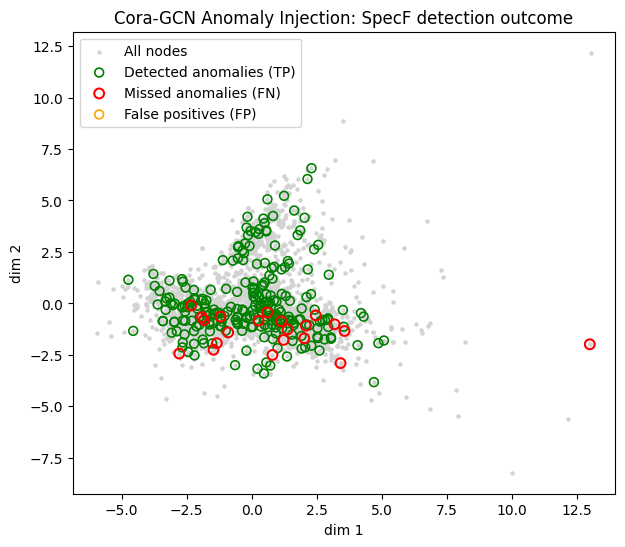 Cora-GCN Anomaly Injection: SpecF detection outcome
All nodes
Detected anomalies (TP)
Missed anomalies (FN)
False positives (FP)
dim 2
12.5
10.0
7.5
5.0
2.5
0.0
−2.5
−5.0
−7.5
−5.0 −2.5 0.0 2.5 5.0 7.5 10.0 12.5
dim 1